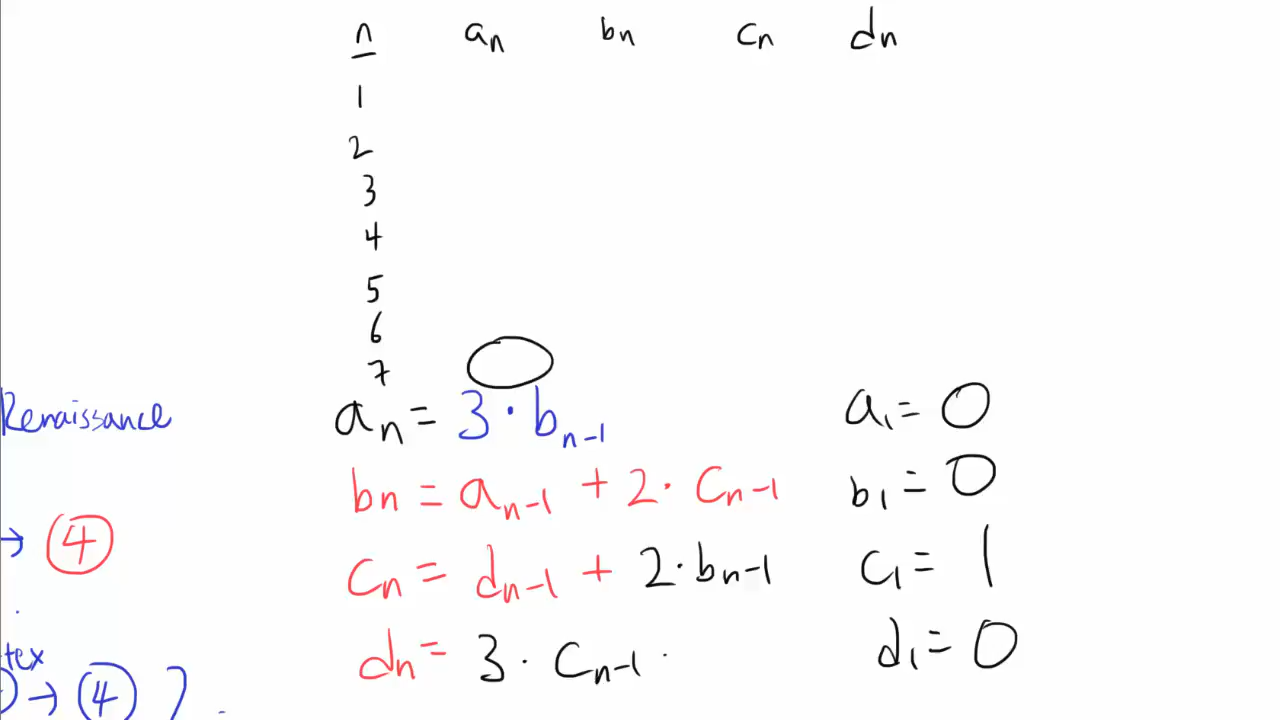 n an bn cn dn
1
2
3
4
5
6
7
Renaissance
an = 3 · bn-1
a1 = 0
bn = an-1 + 2 · cn-1
b1 = 0
→ 4
cn = dn-1 + 2 · bn-1
c1 = 1
tex
dn = 3 · cn-1 ·
d1 = 0
→ 4 ?